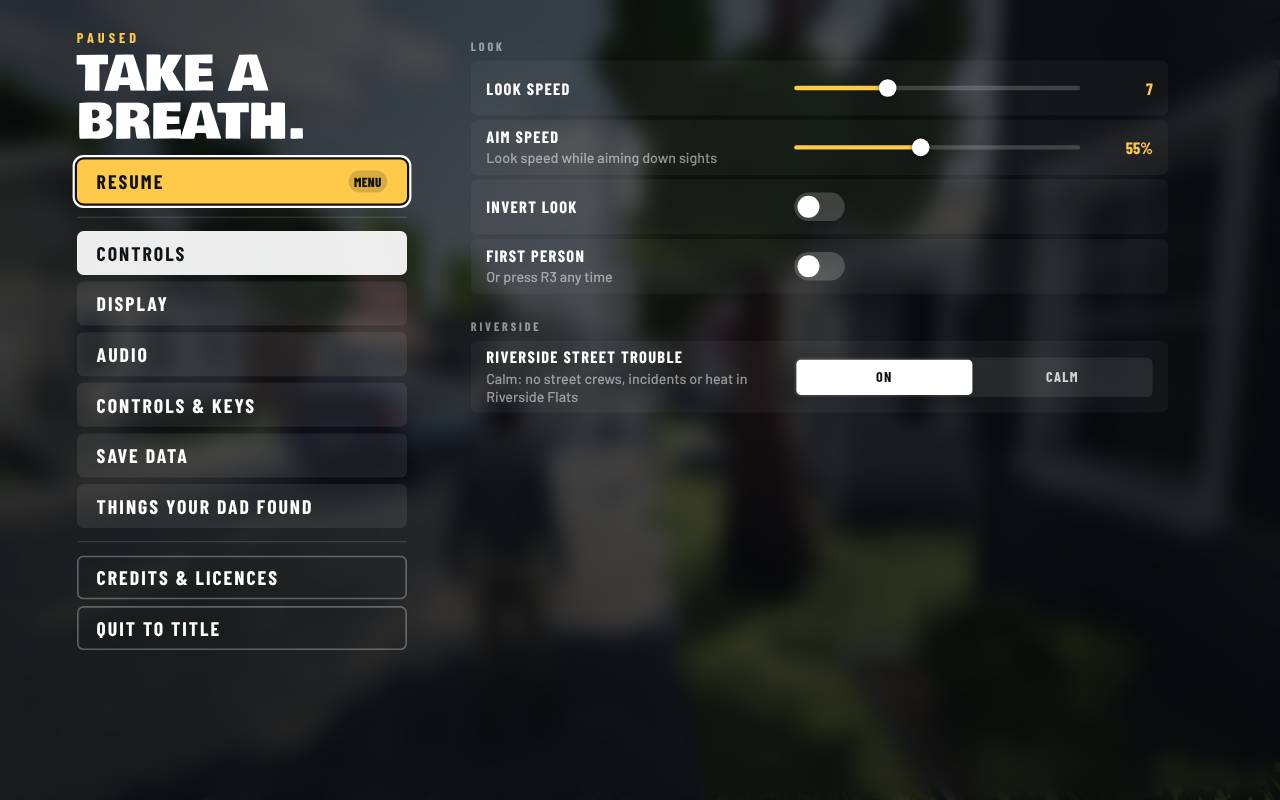 PAUSED
TAKE A
BREATH.
RESUME MENU
CONTROLS
DISPLAY
AUDIO
CONTROLS & KEYS
SAVE DATA
THINGS YOUR DAD FOUND
CREDITS & LICENCES
QUIT TO TITLE
LOOK
LOOK SPEED 7
AIM SPEED
Look speed while aiming down sights
55%
INVERT LOOK
FIRST PERSON
Or press R3 any time
RIVERSIDE
RIVERSIDE STREET TROUBLE
Calm: no street crews, incidents or heat in
Riverside Flats
ON CALM